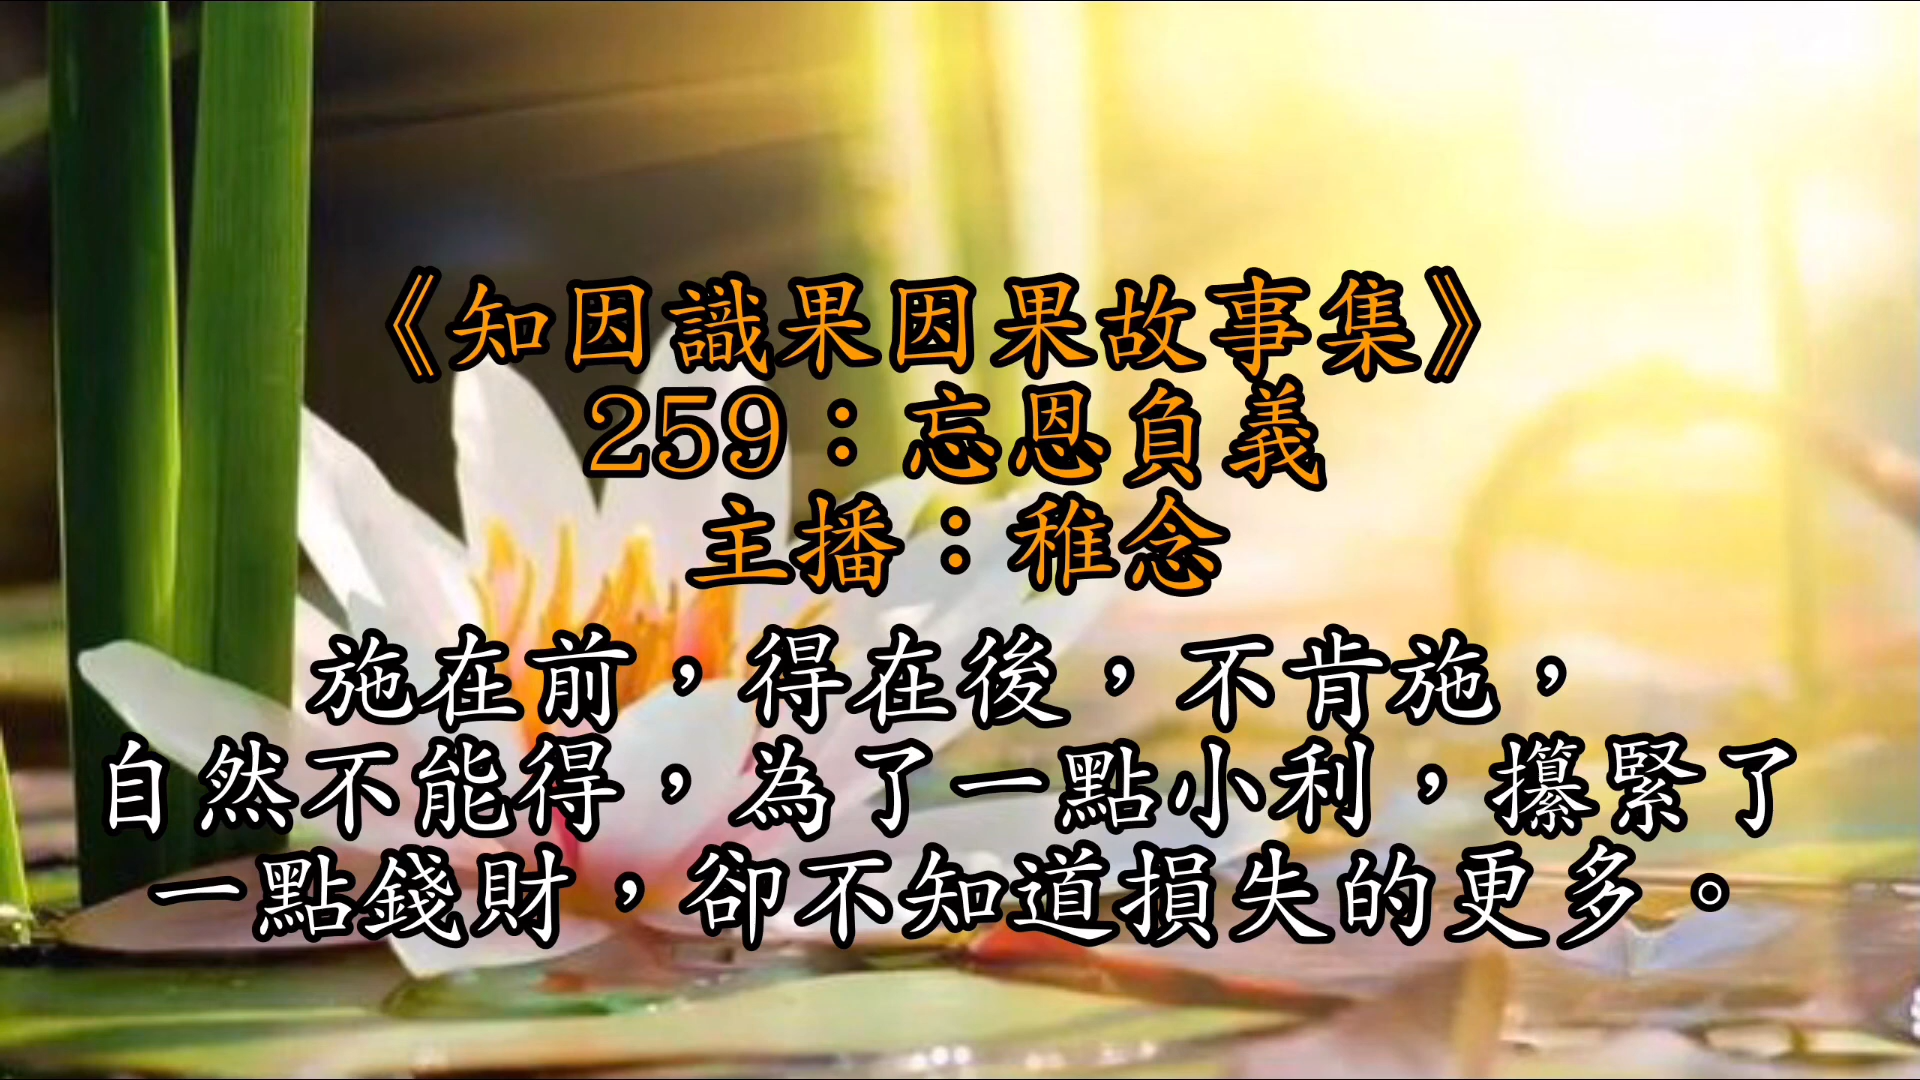 《知因識果因果故事集》
259：忘恩負義
主播：稚念
施在前，得在後，不肯施，
自然不能得，為了一點小利，攥緊了
一點錢財，卻不知道損失的更多。